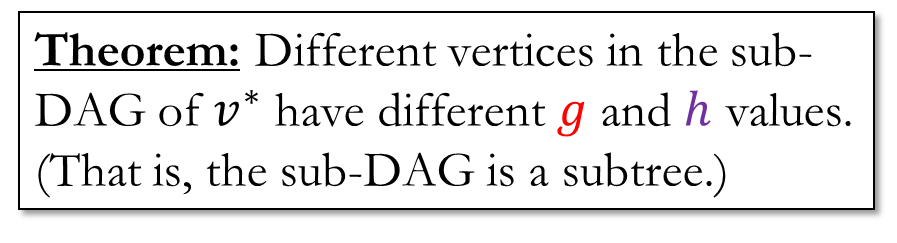 Theorem: Different vertices in the sub-
DAG of v* have different g and h values.
(That is, the sub-DAG is a subtree.)